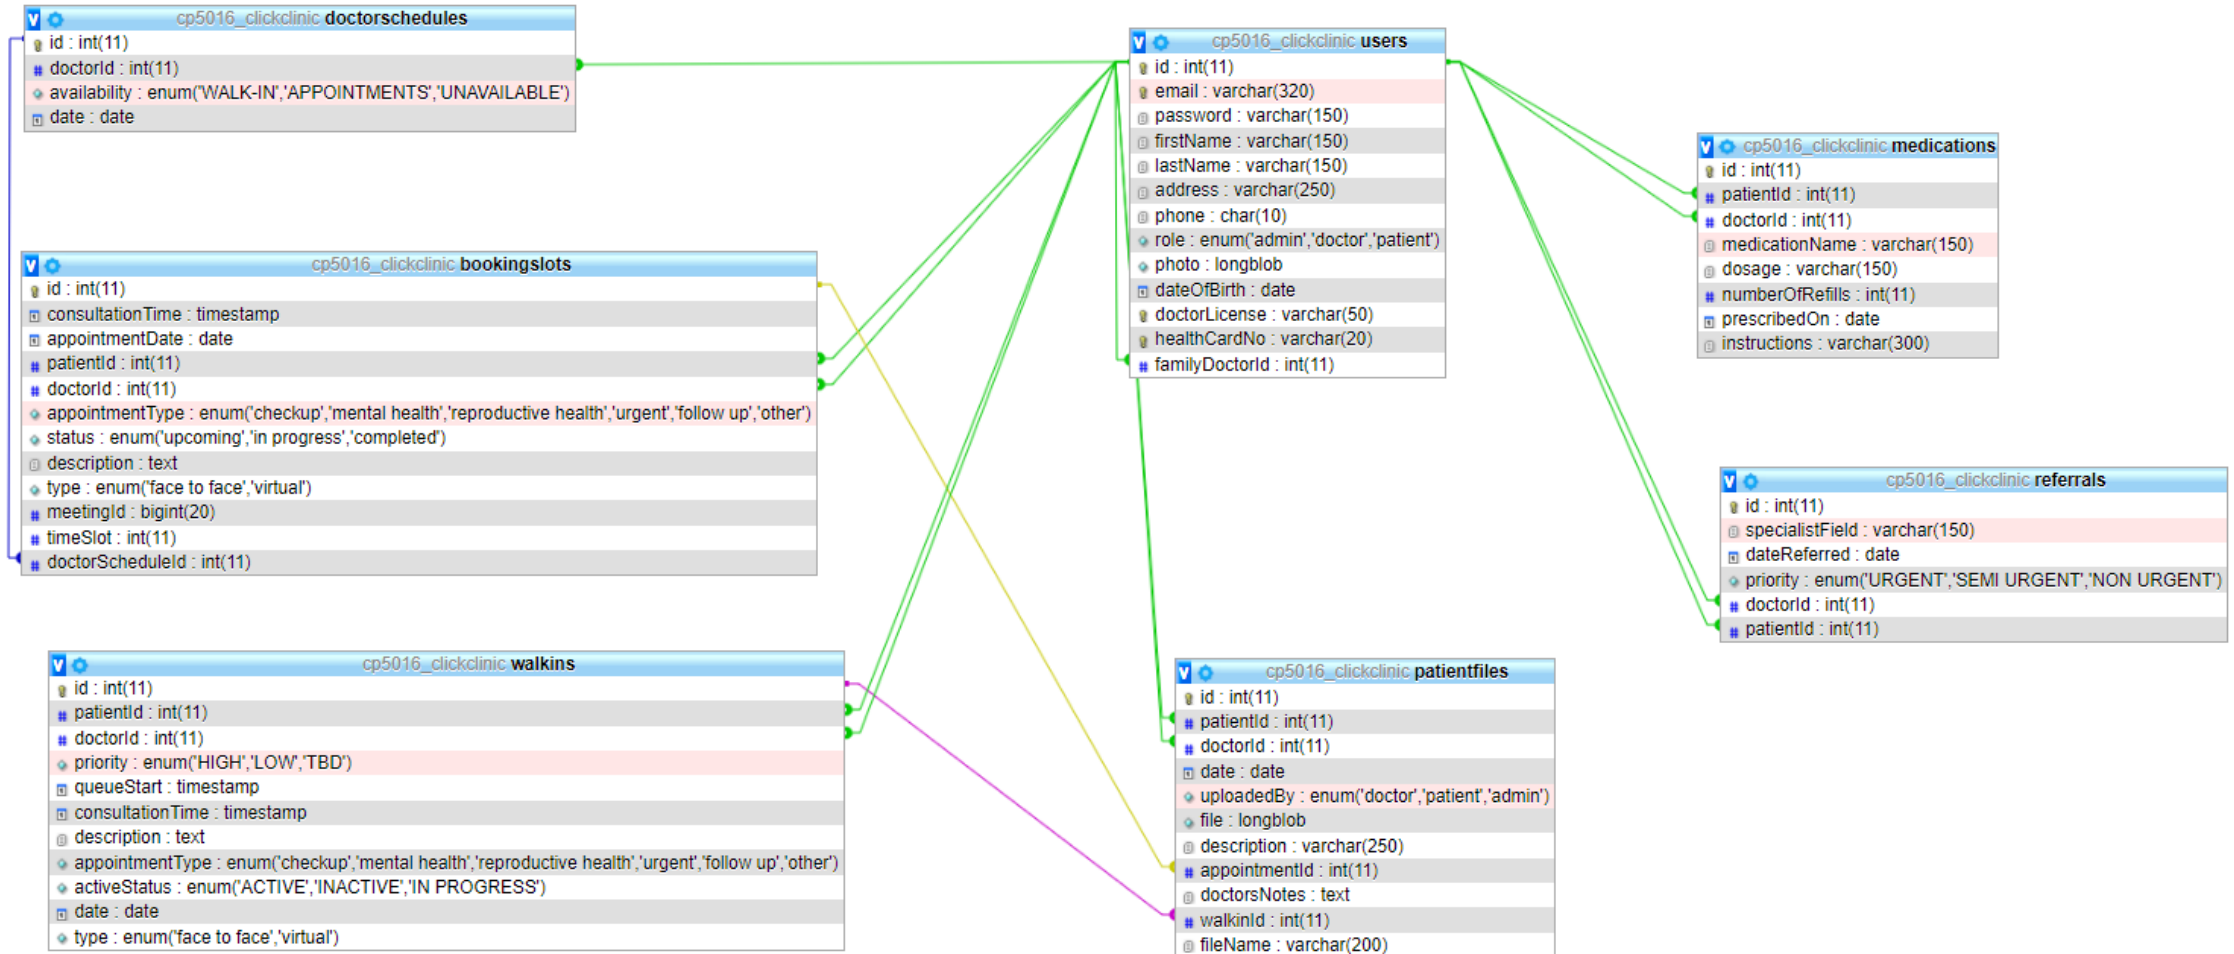 cp5016_clickclinic doctorschedules
id : int(11)
doctorId : int(11)
availability : enum('WALK-IN','APPOINTMENTS','UNAVAILABLE')
date : date
cp5016_clickclinic users
id : int(11)
email : varchar(320)
password : varchar(150)
firstName : varchar(150)
lastName : varchar(150)
address : varchar(250)
phone : char(10)
role : enum('admin','doctor','patient')
photo : longblob
dateOfBirth : date
doctorLicense : varchar(50)
healthCardNo : varchar(20)
familyDoctorId : int(11)
cp5016_clickclinic medications
id : int(11)
patientId : int(11)
doctorId : int(11)
medicationName : varchar(150)
dosage : varchar(150)
numberOfRefills : int(11)
prescribedOn : date
instructions : varchar(300)
cp5016_clickclinic bookingslots
id : int(11)
consultationTime : timestamp
appointmentDate : date
patientId : int(11)
doctorId : int(11)
appointmentType : enum('checkup','mental health','reproductive health','urgent','follow up','other')
status : enum('upcoming','in progress','completed')
description : text
type : enum('face to face','virtual')
meetingId : bigint(20)
timeSlot : int(11)
doctorScheduleId : int(11)
cp5016_clickclinic referrals
id : int(11)
specialistField : varchar(150)
dateReferred : date
priority : enum('URGENT','SEMI URGENT','NON URGENT')
doctorId : int(11)
patientId : int(11)
cp5016_clickclinic walkins
id : int(11)
patientId : int(11)
doctorId : int(11)
priority : enum('HIGH','LOW','TBD')
queueStart : timestamp
consultationTime : timestamp
description : text
appointmentType : enum('checkup','mental health','reproductive health','urgent','follow up','other')
activeStatus : enum('ACTIVE','INACTIVE','IN PROGRESS')
date : date
type : enum('face to face','virtual')
cp5016_clickclinic patientfiles
id : int(11)
patientId : int(11)
doctorId : int(11)
date : date
uploadedBy : enum('doctor','patient','admin')
file : longblob
description : varchar(250)
appointmentId : int(11)
doctorsNotes : text
walkinId : int(11)
fileName : varchar(200)